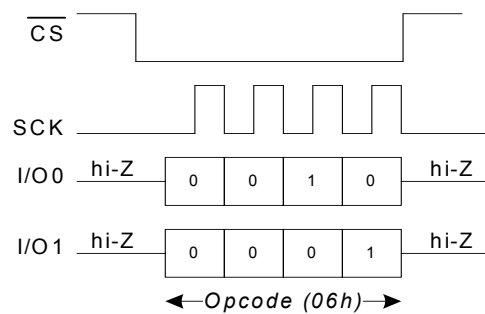 CS
SCK
I/O0 hi-Z 0 0 1 0 hi-Z
I/O1 hi-Z 0 0 0 1 hi-Z
Opcode (06h)